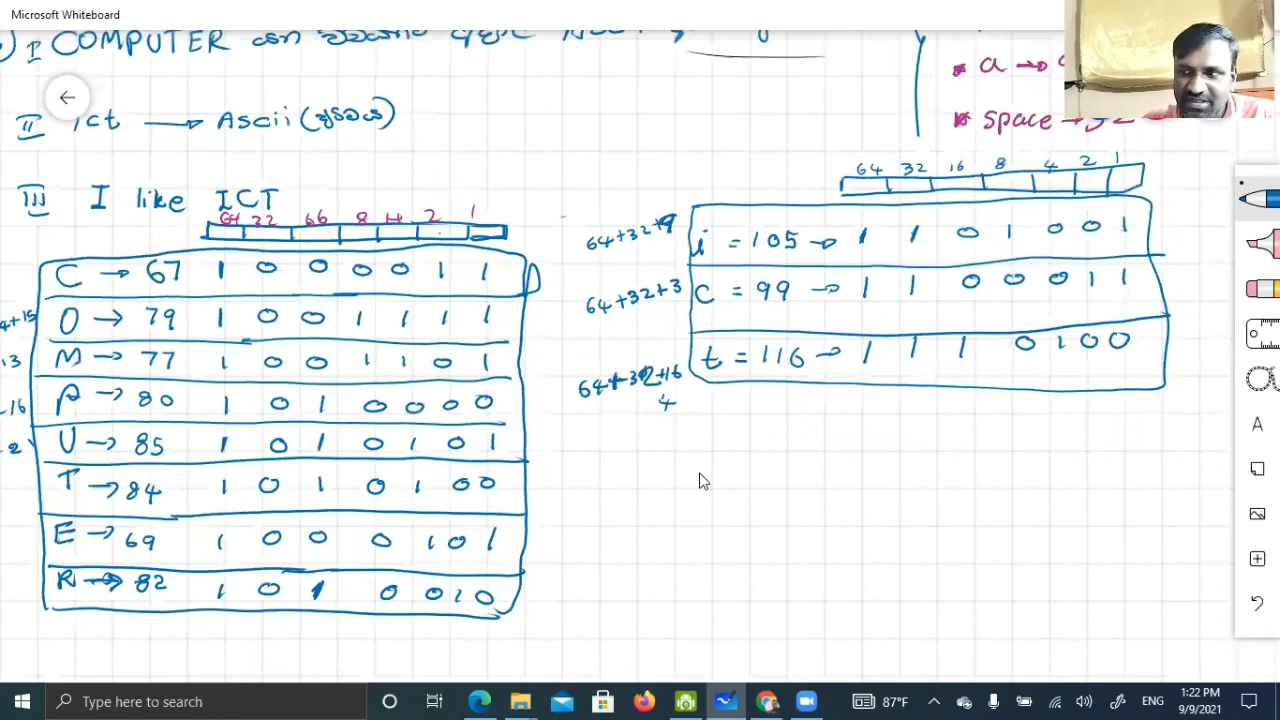 Microsoft Whiteboard
I COMPUTER
II Ict → Ascii
III I like ICT
64 32 8 4 2 1
C → 67 1 0 0 0 0 1 1
O → 79 1 0 0 1 1 1 1
M → 77 1 0 0 1 1 0 1
P → 80 1 0 1 0 0 0 0
U → 85 1 0 1 0 1 0 1
T → 84 1 0 1 0 1 0 0
E → 69 1 0 0 0 1 0 1
R → 82 1 0 1 0 0 1 0
* a →
* space →
64 32 16 8 4 2 1
64+32+9 i = 105 → 1 1 0 1 0 0 1
64+32+3 C = 99 → 1 1 0 0 0 1 1
64+32+16 t = 116 → 1 1 1 0 1 0 0
4
A
Type here to search
87°F ENG 1:22 PM
9/9/2021